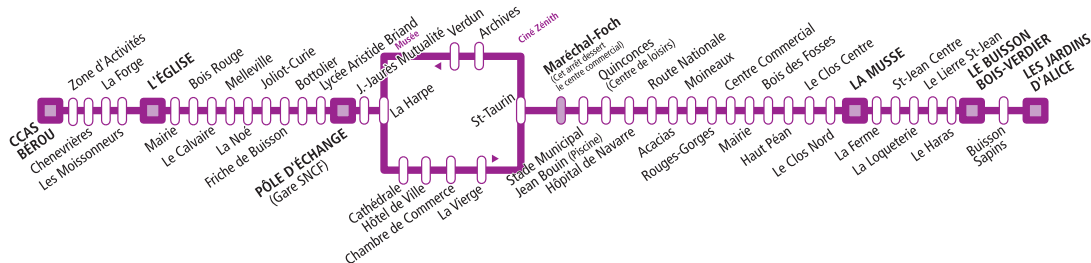 CCAS
BÉROU
Chenevières
Zone d'Activités
Les Moissonneurs
La Forge
L'ÉGLISE
Mairie
Bois Rouge
Le Calvaire
Melleville
La Noé
Joliot-Curie
Friche de Buisson
Bottolier
Lycée Aristide Briand
PÔLE D'ÉCHANGE
(Gare SNCF)
J.-Jaurès Mutualité
Musée
La Harpe
Verdun
Archives
Ciné Zénith
Cathédrale
Hôtel de Ville
Chambre de Commerce
La Vierge
St-Taurin
Maréchal-Foch
(Cet arrêt dessert
le centre commercial)
Stade Municipal
Quinconces
(Centre de loisirs)
Jean Bouin (Piscine)
Hôpital de Navarre
Route Nationale
Acacias
Moineaux
Rouges-Gorges
Centre Commercial
Mairie
Bois des Fosses
Haut Péan
Le Clos Centre
Le Clos Nord
LA MUSSE
La Ferme
St-Jean Centre
La Loqueterie
Le Lierre St-Jean
Le Haras
LE BUISSON
BOIS-VERDIER
Buisson
Sapins
LES JARDINS
D'ALICE